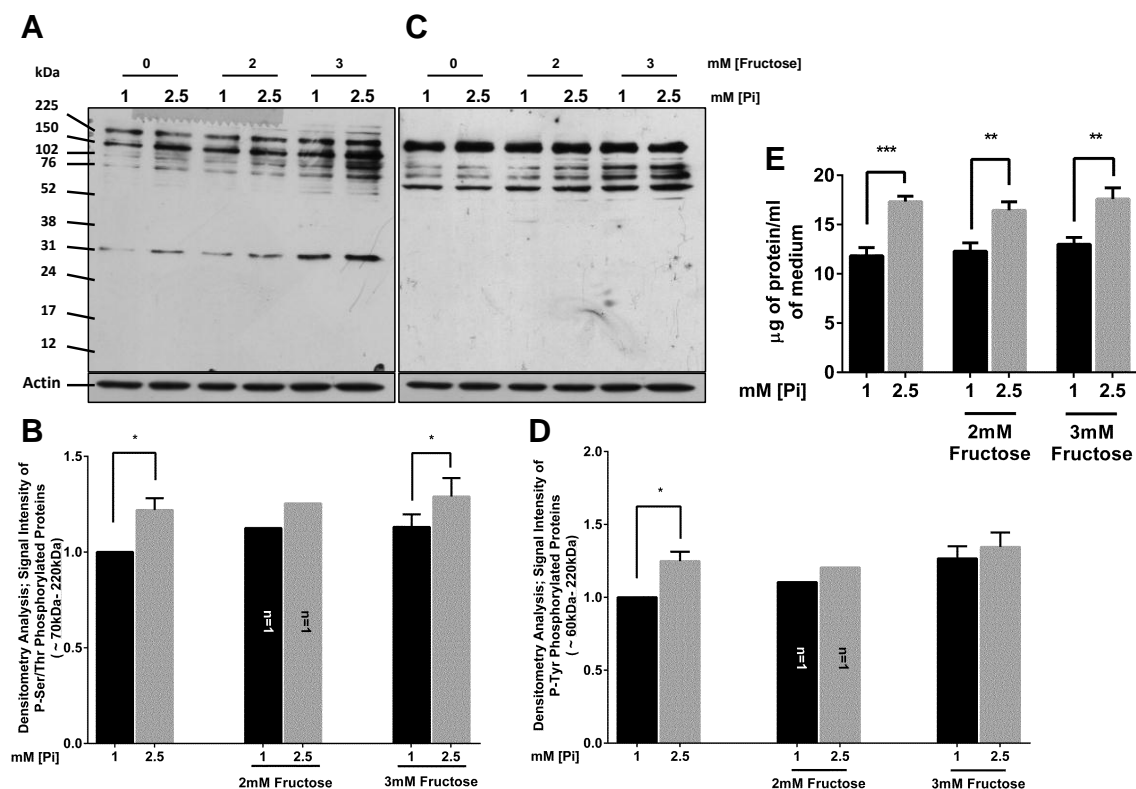 A
C
0
2
3
0
2
3
mM [Fructose]
kDa
1
2.5
1
2.5
1
2.5
1
2.5
1
2.5
1
2.5
mM [Pi]
225
150
102
76
52
38
31
24
17
12
Actin
E
***
**
**
20
15
10
5
0
µg of protein/ml
of medium
mM [Pi]
1
2.5
1
2.5
1
2.5
2mM
Fructose
3mM
Fructose
B
*
*
1.5
1.0
0.5
0.0
Densitometry Analysis; Signal Intensity of
P-Ser/Thr Phosphorylated Proteins
( ~ 70kDa- 220kDa)
n=1
n=1
mM [Pi]
1
2.5
1
2.5
1
2.5
2mM Fructose
3mM Fructose
D
*
2.0
1.5
1.0
0.5
0.0
Densitometry Analysis; Signal Intensity of
P-Tyr Phosphorylated Proteins
( ~ 60kDa- 220kDa)
n=1
n=1
mM [Pi]
1
2.5
1
2.5
1
2.5
2mM Fructose
3mM Fructose